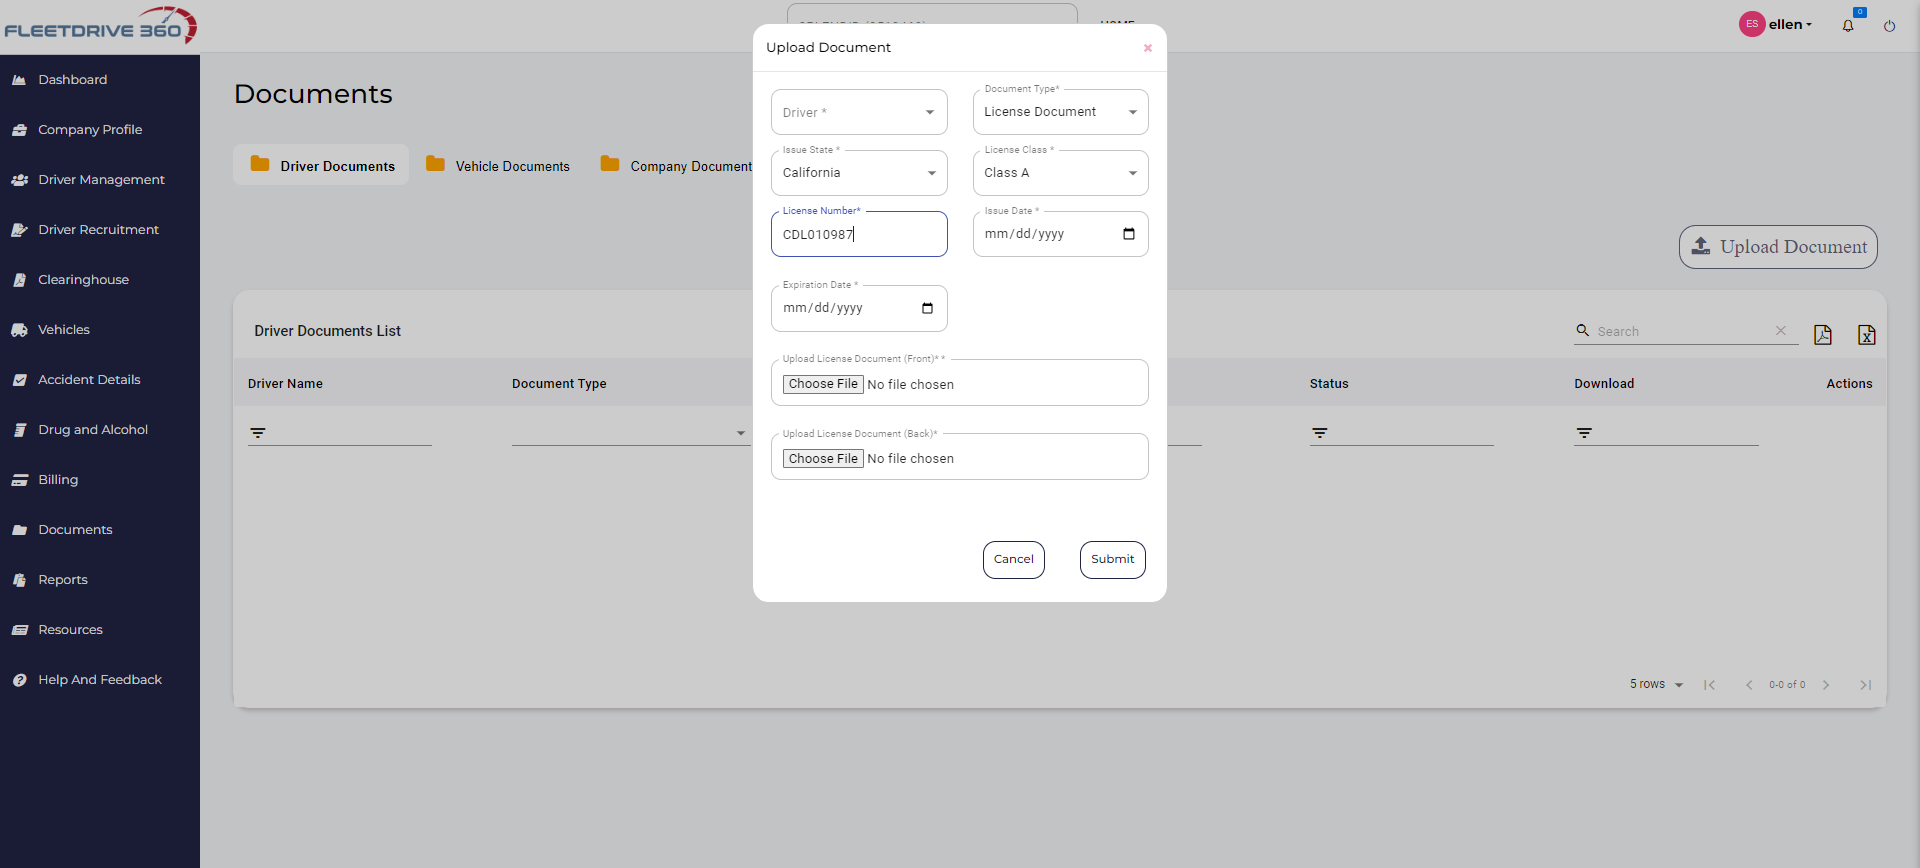 FLEETDRIVE 360
HOME
ES ellen
0
Dashboard
Company Profile
Driver Management
Driver Recruitment
Clearinghouse
Vehicles
Accident Details
Drug and Alcohol
Billing
Documents
Reports
Resources
Help And Feedback
Documents
Driver Documents
Vehicle Documents
Company Document
Upload Document
Driver Documents List
Search
Driver Name
Document Type
Status
Download
Actions
5 rows
0-0 of 0
Upload Document
×
Driver *
Document Type*
License Document
Issue State *
California
License Class *
Class A
License Number*
CDL010987
Issue Date *
mm/dd/yyyy
Expiration Date *
mm/dd/yyyy
Upload License Document (Front)* *
Choose File No file chosen
Upload License Document (Back)*
Choose File No file chosen
Cancel
Submit